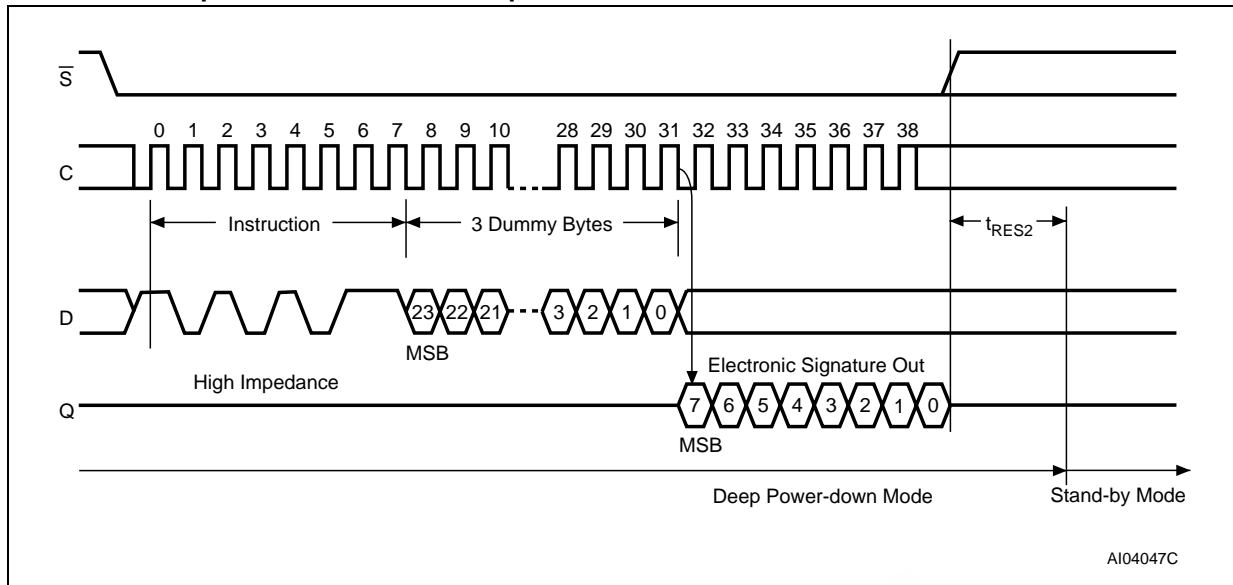 S
0 1 2 3 4 5 6 7 8 9 10 28 29 30 31 32 33 34 35 36 37 38
C
Instruction 3 Dummy Bytes tRES2
D
23 22 21 3 2 1 0
MSB
Electronic Signature Out
High Impedance
Q
7 6 5 4 3 2 1 0
MSB
Deep Power-down Mode Stand-by Mode
AI04047C